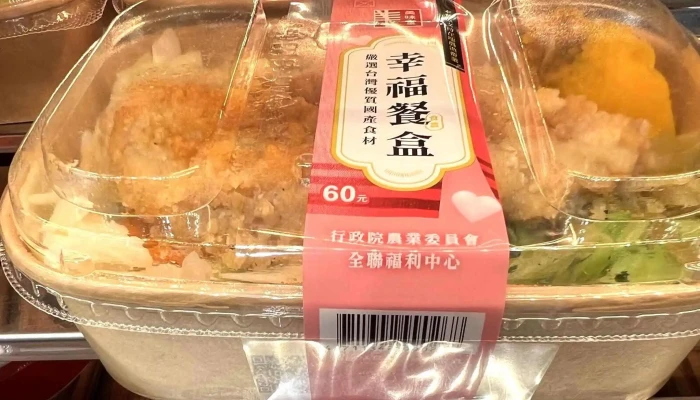 幸福餐盒
嚴選台灣優質國產食材
60元
行政院農業委員會
全聯福利中心